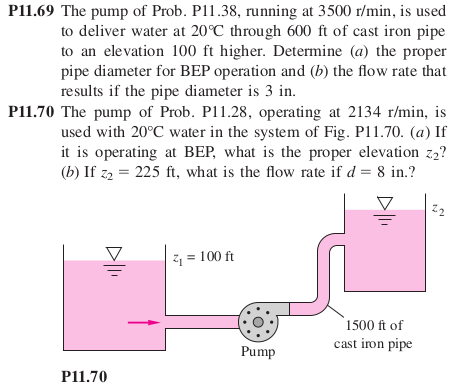 P11.69 The pump of Prob. P11.38, running at 3500 r/min, is used
to deliver water at 20°C through 600 ft of cast iron pipe
to an elevation 100 ft higher. Determine (a) the proper
pipe diameter for BEP operation and (b) the flow rate that
results if the pipe diameter is 3 in.
P11.70 The pump of Prob. P11.28, operating at 2134 r/min, is
used with 20°C water in the system of Fig. P11.70. (a) If
it is operating at BEP, what is the proper elevation z₂?
(b) If z₂ = 225 ft, what is the flow rate if d = 8 in.?
z₂
z₁ = 100 ft
1500 ft of
cast iron pipe
Pump
P11.70